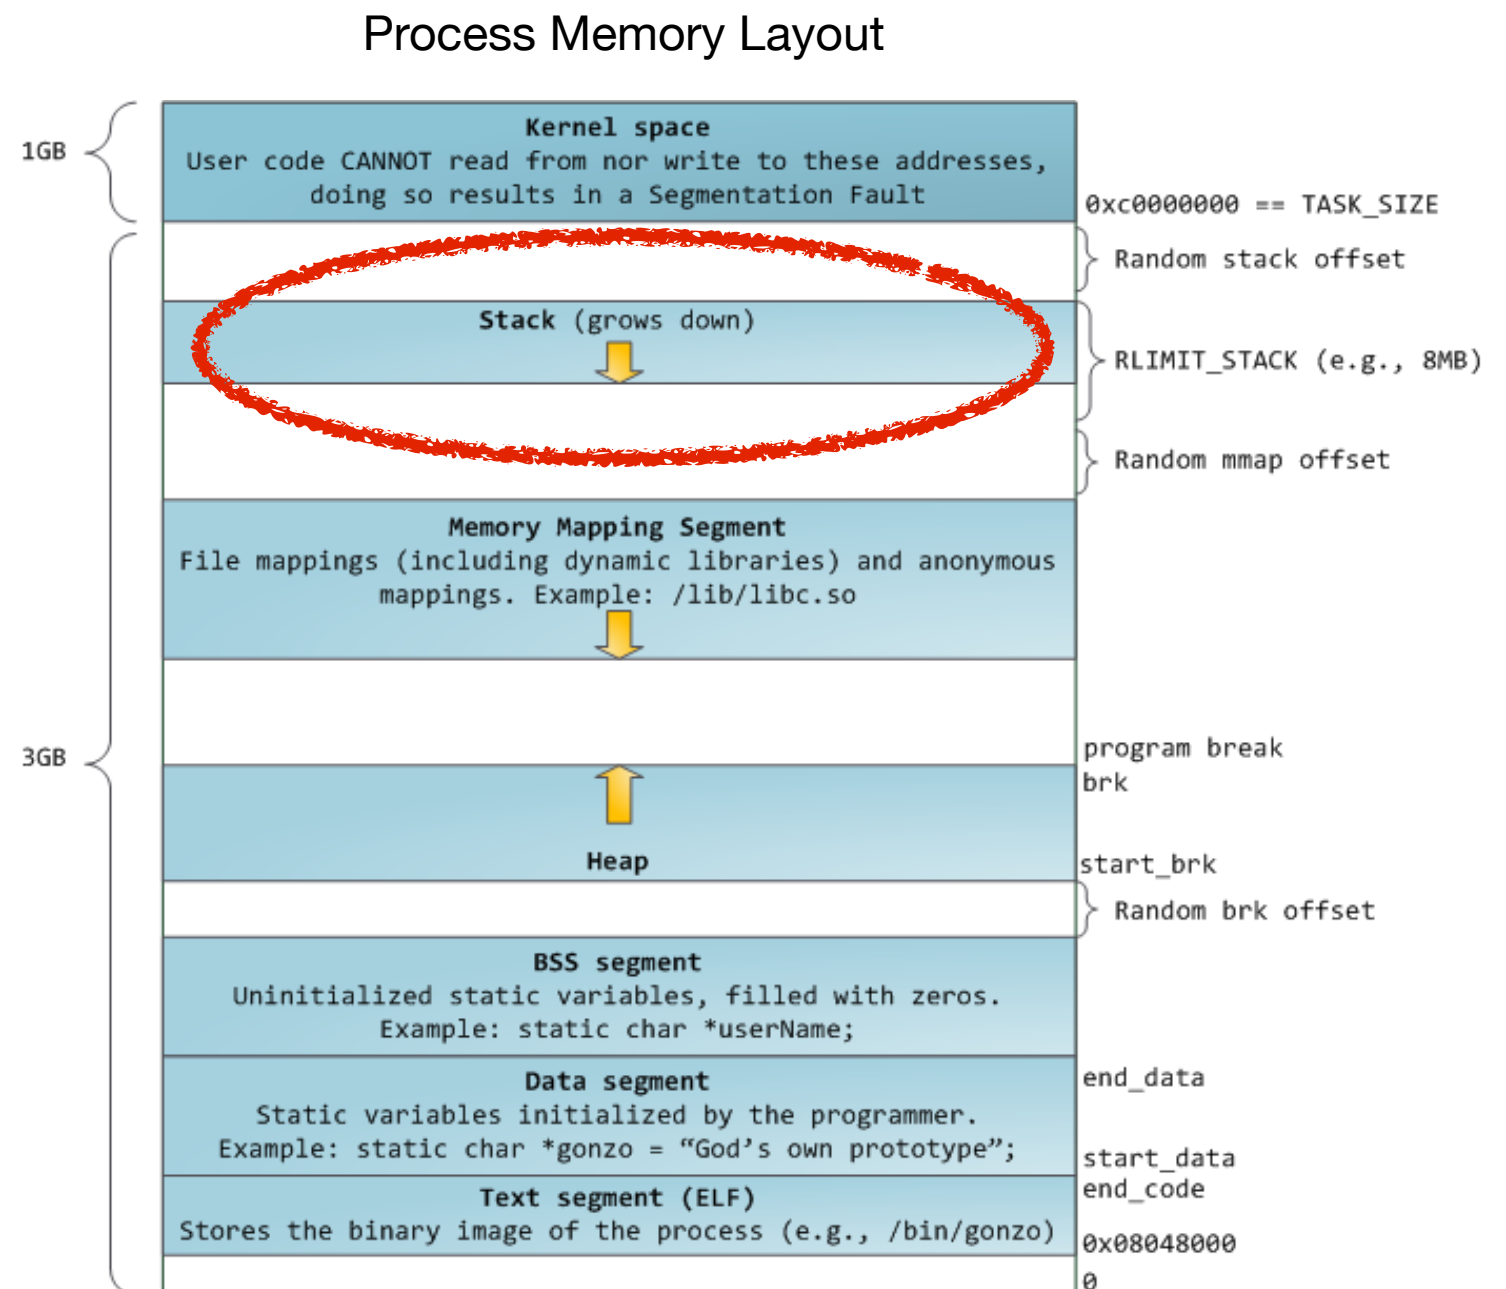 Process Memory Layout
1GB
Kernel space
User code CANNOT read from nor write to these addresses,
doing so results in a Segmentation Fault
0xc0000000 == TASK_SIZE
Random stack offset
Stack (grows down)
RLIMIT_STACK (e.g., 8MB)
Random mmap offset
Memory Mapping Segment
File mappings (including dynamic libraries) and anonymous
mappings. Example: /lib/libc.so
3GB
program break
brk
Heap
start_brk
Random brk offset
BSS segment
Uninitialized static variables, filled with zeros.
Example: static char *userName;
Data segment
Static variables initialized by the programmer.
Example: static char *gonzo = “God’s own prototype”;
end_data
start_data
end_code
Text segment (ELF)
Stores the binary image of the process (e.g., /bin/gonzo)
0x08048000
0